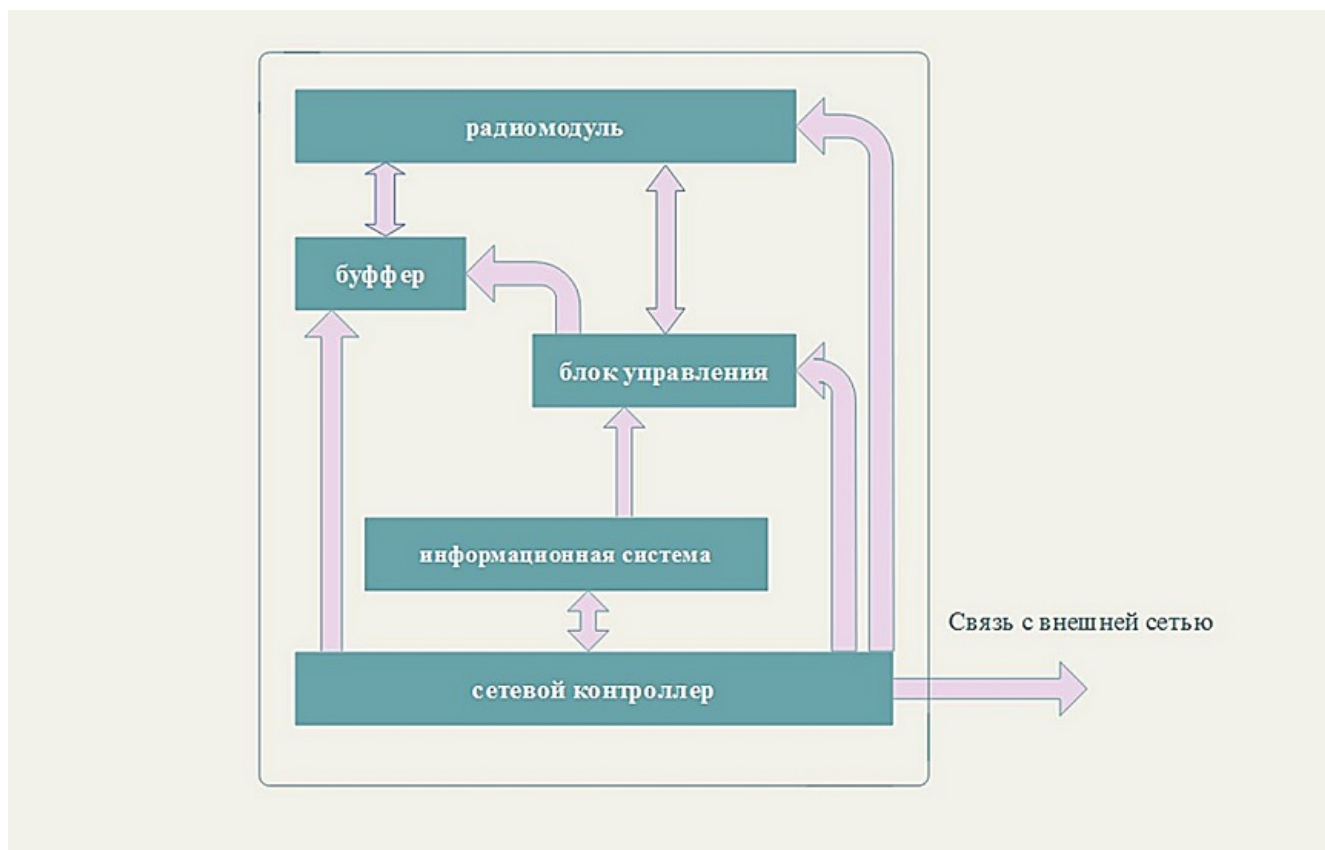 радиомодуль
буффер
блок управления
информационная система
Связь с внешней сетью
сетевой контроллер